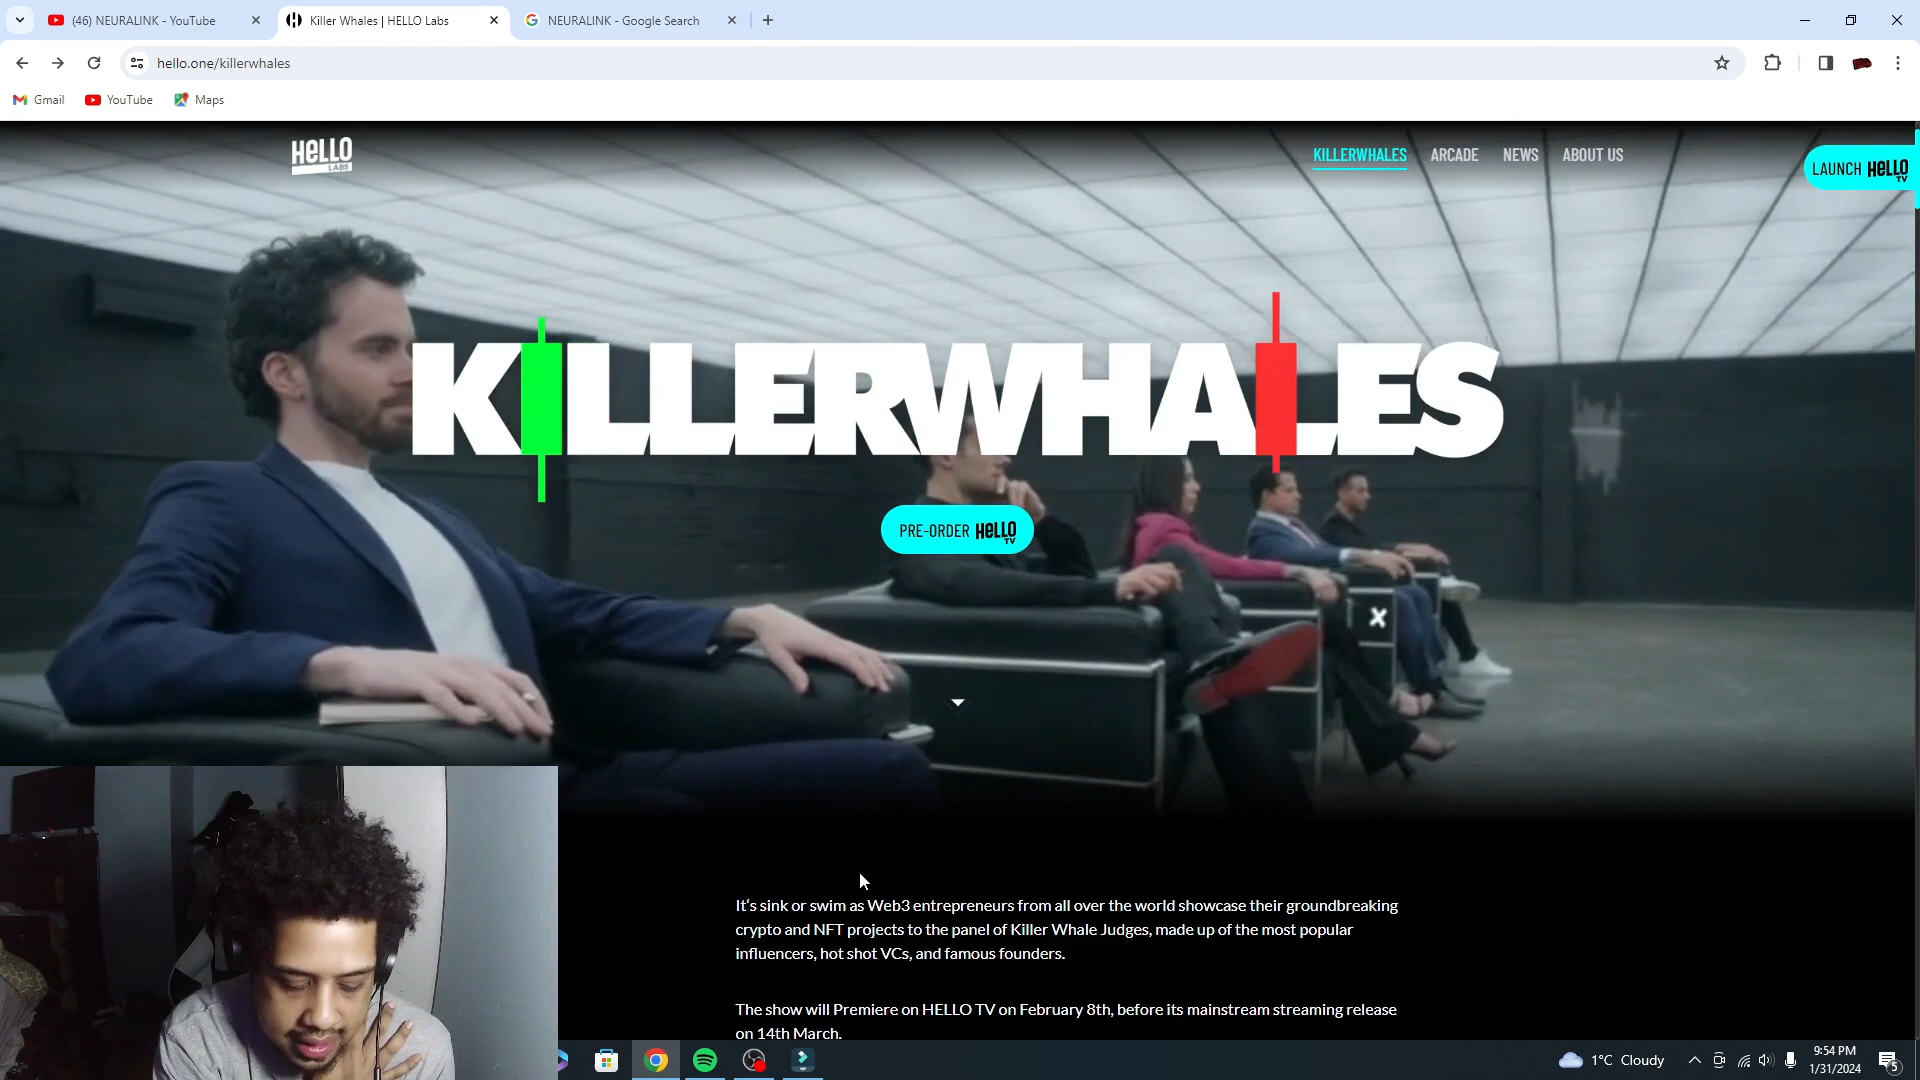 (46) NEURALINK - YouTube
Killer Whales | HELLO Labs
NEURALINK - Google Search
hello.one/killerwhales
Gmail
YouTube
Maps
HELLO
LABS
KILLERWHALES
ARCADE
NEWS
ABOUT US
LAUNCH HELLO TV
KILLERWHALES
PRE-ORDER HELLO TV
It's sink or swim as Web3 entrepreneurs from all over the world showcase their groundbreaking
crypto and NFT projects to the panel of Killer Whale Judges, made up of the most popular
influencers, hot shot VCs, and famous founders.
The show will Premiere on HELLO TV on February 8th, before its mainstream streaming release
on 14th March.
1°C Cloudy
9:54 PM
1/31/2024
5